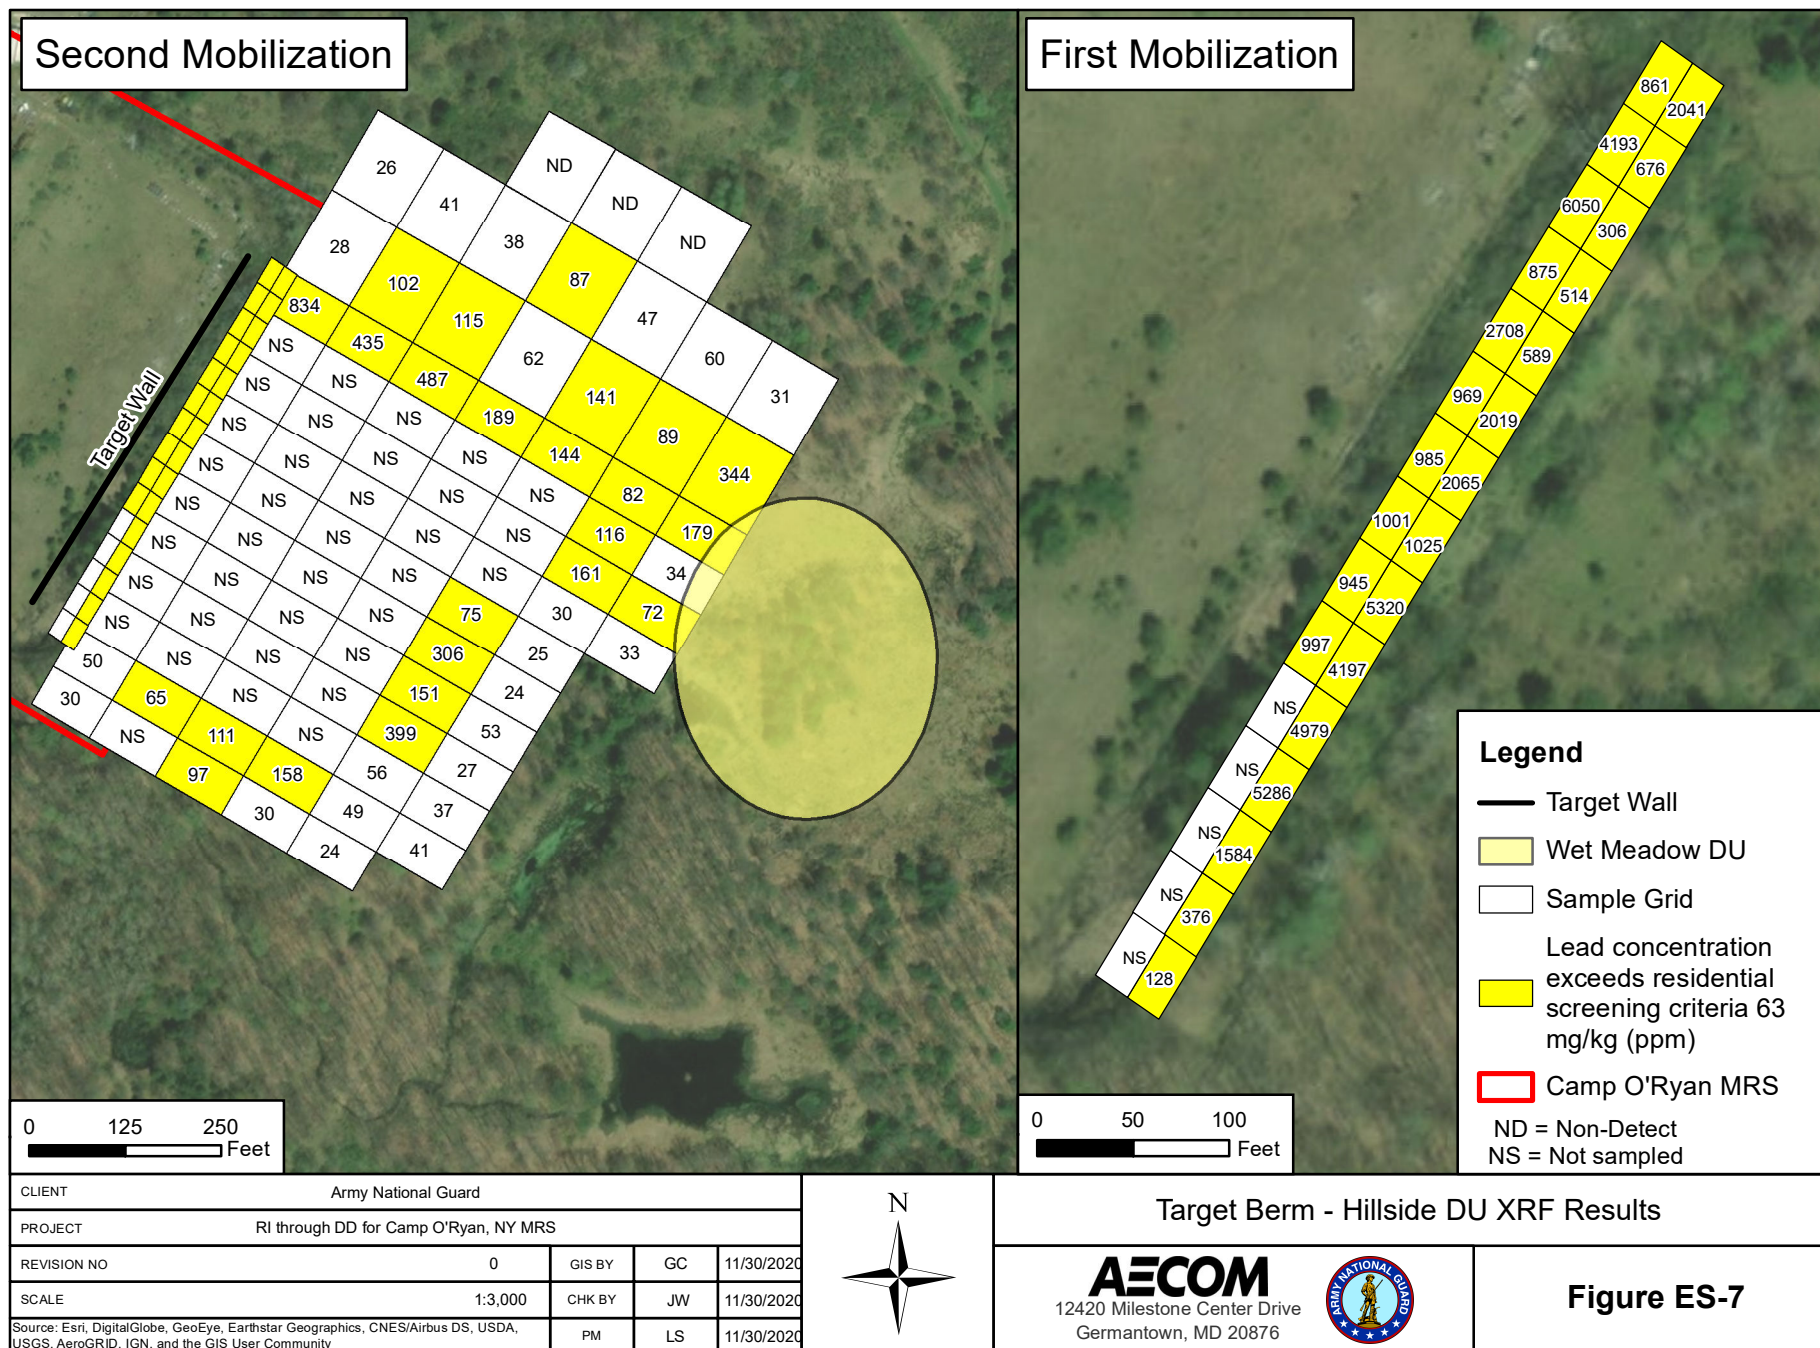 Second Mobilization
26
41
ND
ND
ND
28
38
102
87
115
47
834
435
62
60
NS
NS
487
141
31
NS
NS
189
89
NS
NS
NS
144
344
NS
NS
NS
NS
82
NS
NS
NS
NS
116
179
NS
NS
NS
NS
161
34
NS
NS
NS
NS
30
72
NS
NS
NS
75
33
50
NS
NS
NS
306
25
30
65
NS
NS
151
24
NS
111
NS
399
53
97
158
56
27
30
49
37
24
41
Target Wall
0 125 250
Feet
First Mobilization
861
2041
4193
676
6050
306
875
514
2708
589
969
2019
985
2065
1001
1025
945
5320
997
4197
NS
4979
NS
5286
NS
1584
NS
376
NS
128
0 50 100
Feet
Legend
Target Wall
Wet Meadow DU
Sample Grid
Lead concentration
exceeds residential
screening criteria 63
mg/kg (ppm)
Camp O'Ryan MRS
ND = Non-Detect
NS = Not sampled
CLIENT Army National Guard
PROJECT RI through DD for Camp O'Ryan, NY MRS
REVISION NO 0 GIS BY GC 11/30/2020
SCALE 1:3,000 CHK BY JW 11/30/2020
Source: Esri, DigitalGlobe, GeoEye, Earthstar Geographics, CNES/Airbus DS, USDA,
USGS, AeroGRID, IGN, and the GIS User Community
PM LS 11/30/2020
N
Target Berm - Hillside DU XRF Results
AECOM
12420 Milestone Center Drive
Germantown, MD 20876
ARMY NATIONAL GUARD
Figure ES-7